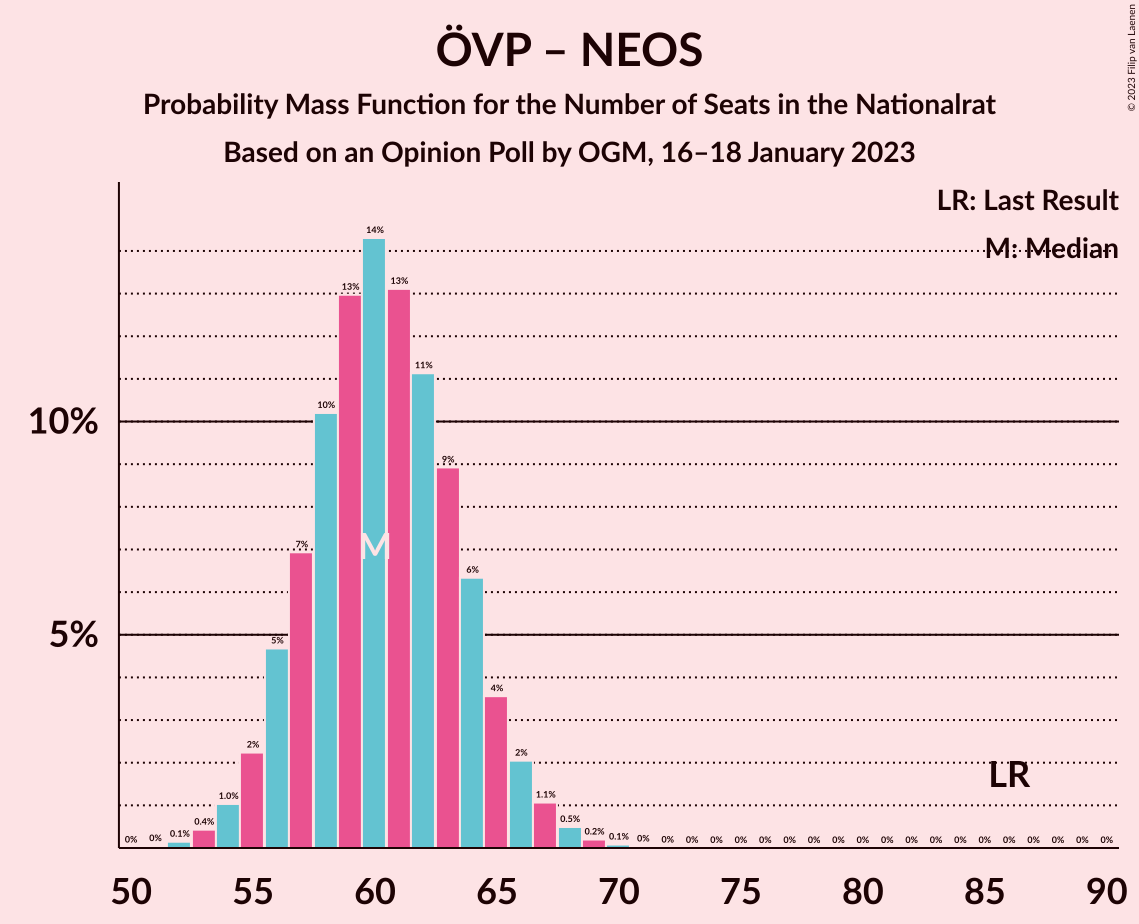 ÖVP – NEOS
Probability Mass Function for the Number of Seats in the Nationalrat
Based on an Opinion Poll by OGM, 16–18 January 2023
© 2023 Filip van Laenen
LR: Last Result
M: Median
10%
5%
0% 0% 0.1% 0.4% 1.0% 2% 5% 7% 10% 13% 14% 13% 11% 9% 6% 4% 2% 1.1% 0.5% 0.2% 0.1% 0% 0% 0% 0% 0% 0% 0% 0% 0% 0% 0% 0% 0% 0% 0% 0% 0% 0% 0% 0%
M
LR
50 55 60 65 70 75 80 85 90